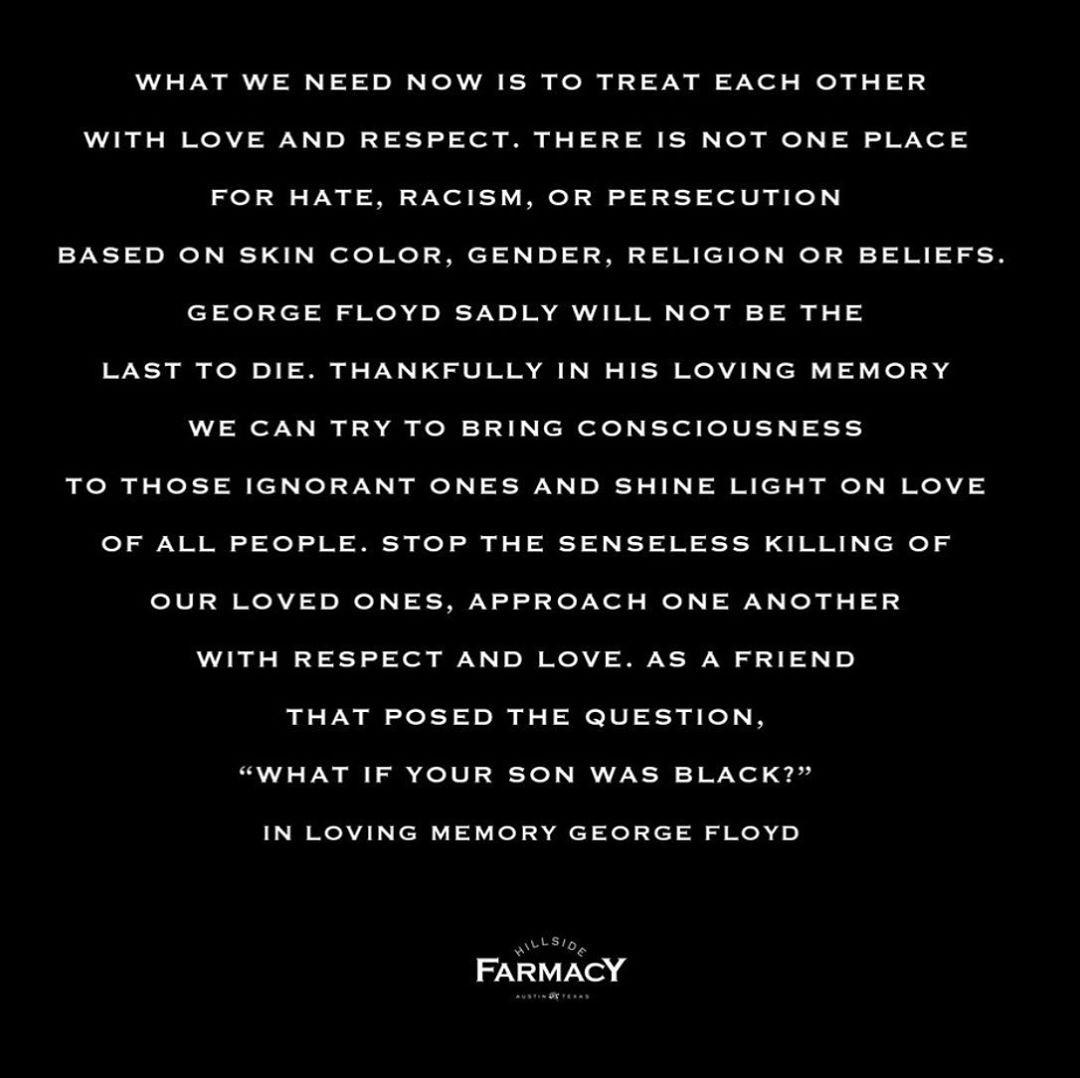 WHAT WE NEED NOW IS TO TREAT EACH OTHER
WITH LOVE AND RESPECT. THERE IS NOT ONE PLACE
FOR HATE, RACISM, OR PERSECUTION
BASED ON SKIN COLOR, GENDER, RELIGION OR BELIEFS.
GEORGE FLOYD SADLY WILL NOT BE THE
LAST TO DIE. THANKFULLY IN HIS LOVING MEMORY
WE CAN TRY TO BRING CONSCIOUSNESS
TO THOSE IGNORANT ONES AND SHINE LIGHT ON LOVE
OF ALL PEOPLE. STOP THE SENSELESS KILLING OF
OUR LOVED ONES, APPROACH ONE ANOTHER
WITH RESPECT AND LOVE. AS A FRIEND
THAT POSED THE QUESTION,
“WHAT IF YOUR SON WAS BLACK?”
IN LOVING MEMORY GEORGE FLOYD
HILLSIDE
FARMACY
AUSTIN TEXAS